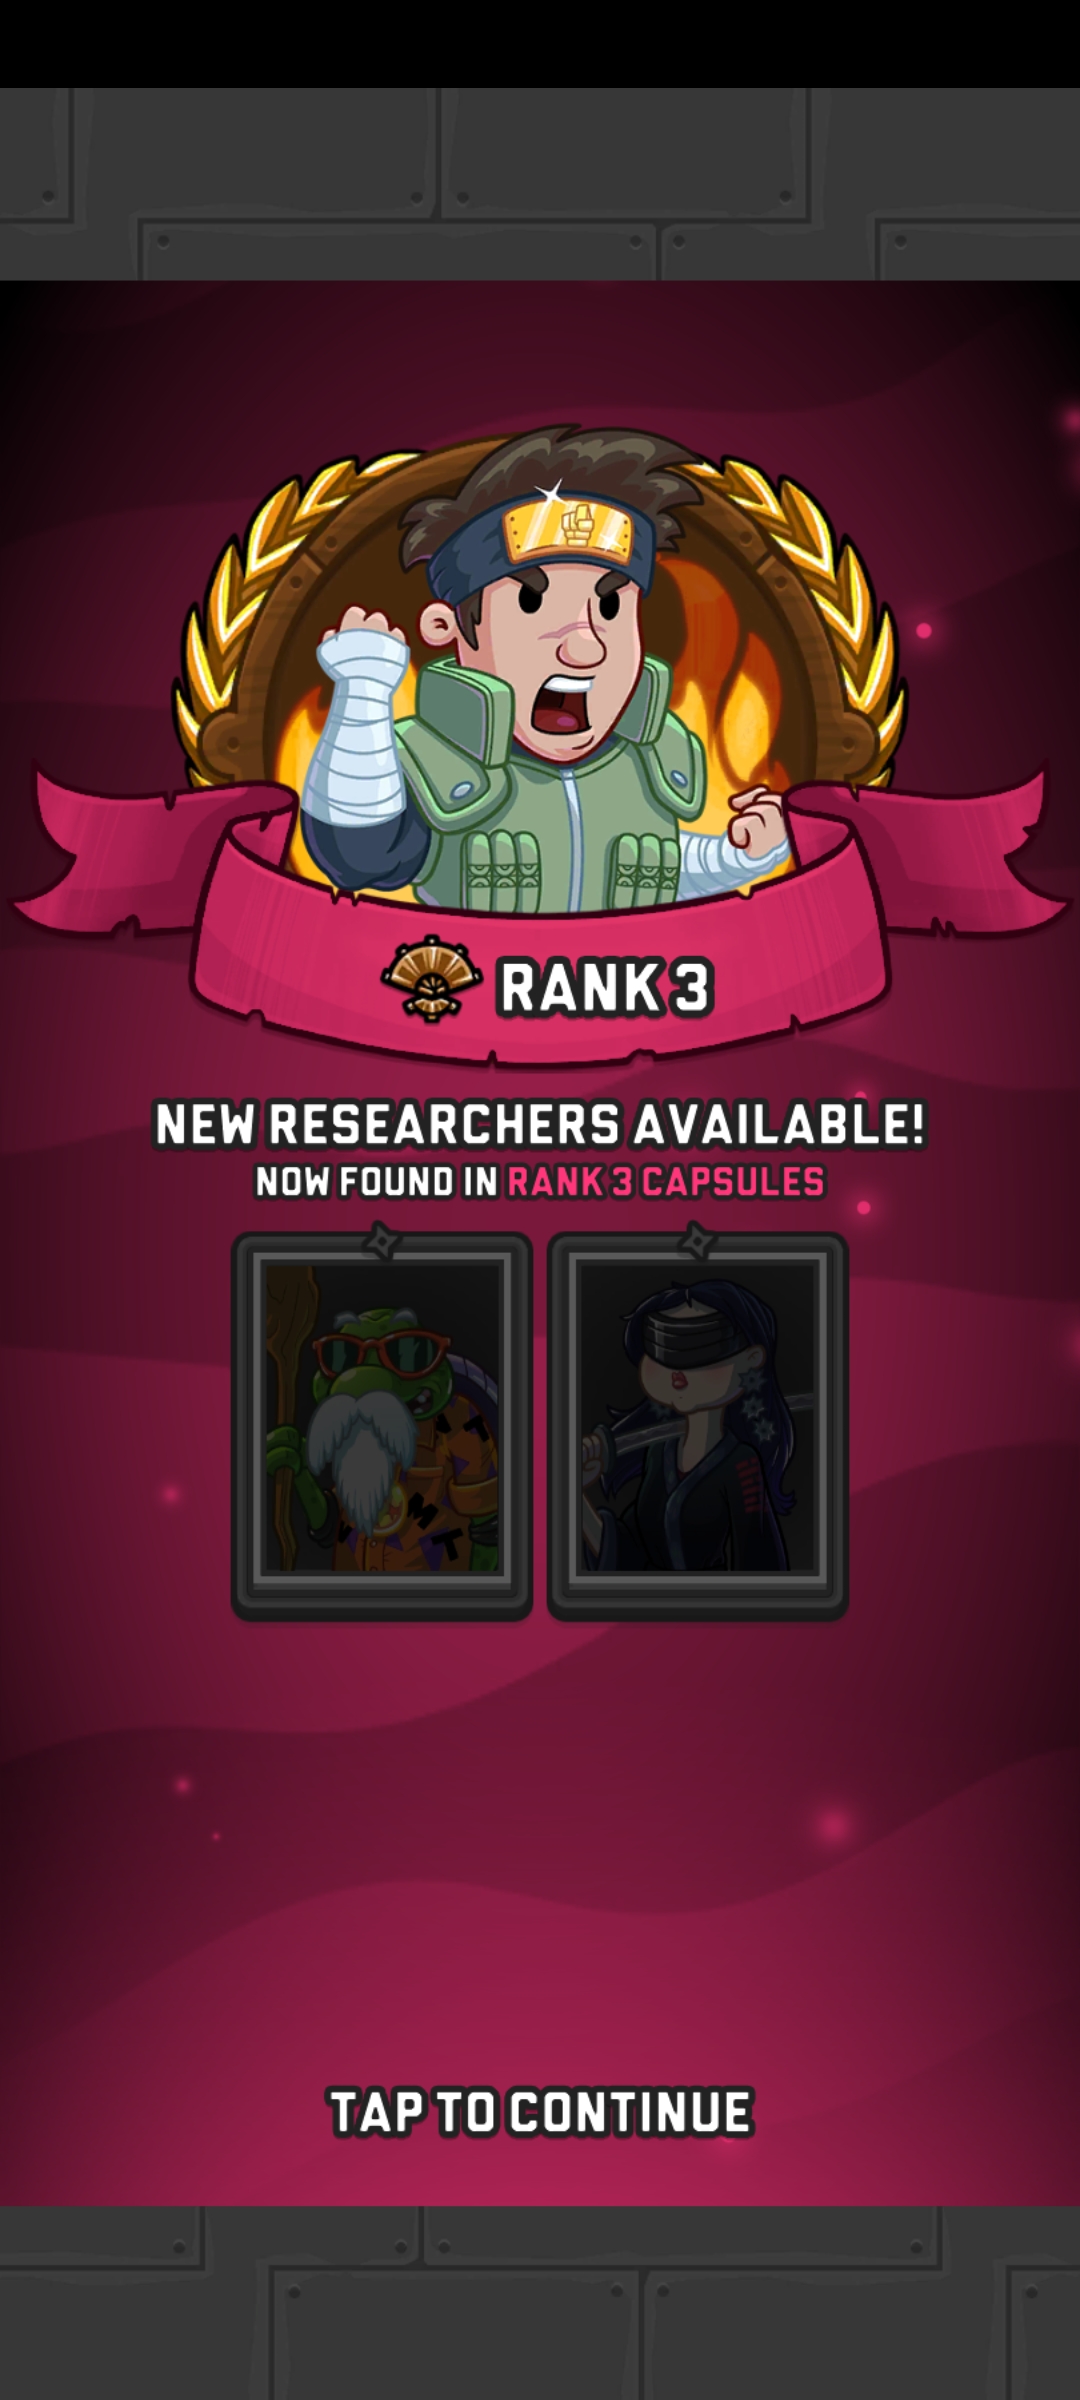 RANK 3
NEW RESEARCHERS AVAILABLE!
NOW FOUND IN RANK 3 CAPSULES
TAP TO CONTINUE